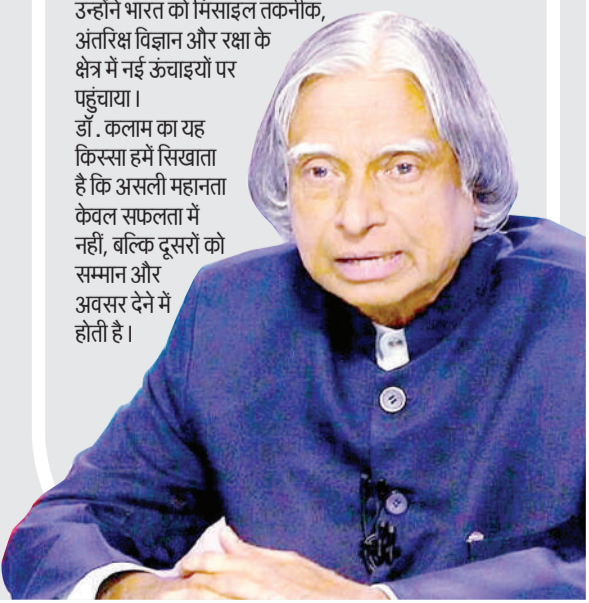 उन्होंने भारत को मिसाइल तकनीक,
अंतरिक्ष विज्ञान और रक्षा के
क्षेत्र में नई ऊंचाइयों पर
पहुंचाया ।
डॉ . कलाम का यह
किस्सा हमें सिखाता
है कि असली महानता
केवल सफलता में
नहीं, बल्कि दूसरों को
सम्मान और
अवसर देने में
होती है ।